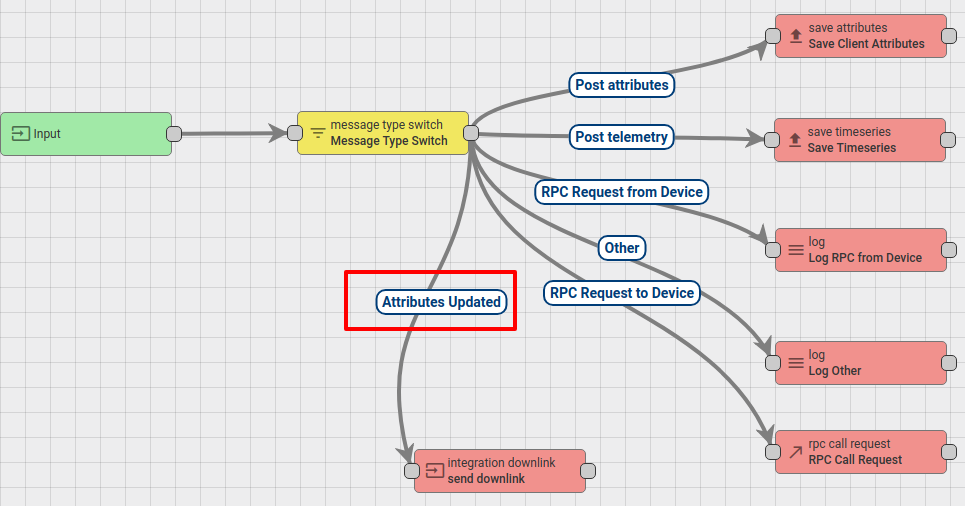 save attributes
Save Client Attributes
Post attributes
Input
message type switch
Message Type Switch
Post telemetry
save timeseries
Save Timeseries
RPC Request from Device
log
Log RPC from Device
Other
Attributes Updated
RPC Request to Device
log
Log Other
rpc call request
RPC Call Request
integration downlink
send downlink